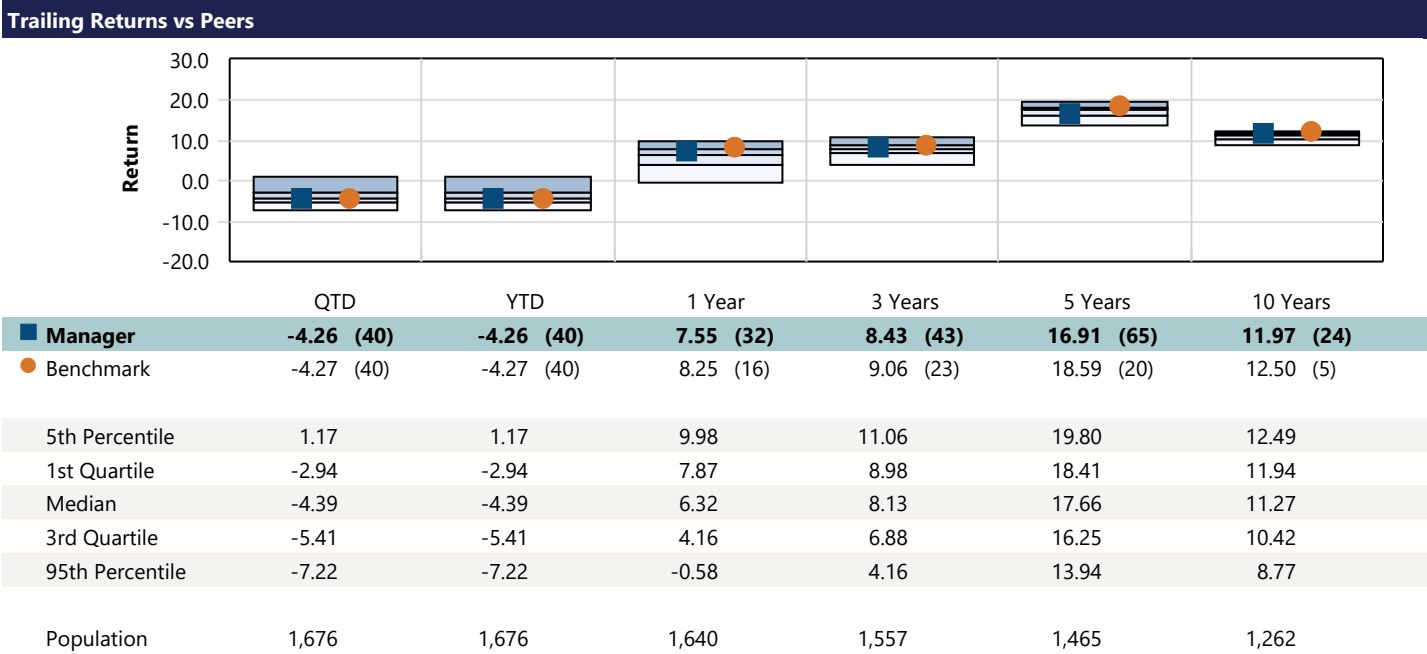 Trailing Returns vs Peers
30.0
20.0
10.0
0.0
-10.0
-20.0
Return
QTD YTD 1 Year 3 Years 5 Years 10 Years
Manager -4.26 (40) -4.26 (40) 7.55 (32) 8.43 (43) 16.91 (65) 11.97 (24)
Benchmark -4.27 (40) -4.27 (40) 8.25 (16) 9.06 (23) 18.59 (20) 12.50 (5)
5th Percentile 1.17 1.17 9.98 11.06 19.80 12.49
1st Quartile -2.94 -2.94 7.87 8.98 18.41 11.94
Median -4.39 -4.39 6.32 8.13 17.66 11.27
3rd Quartile -5.41 -5.41 4.16 6.88 16.25 10.42
95th Percentile -7.22 -7.22 -0.58 4.16 13.94 8.77
Population 1,676 1,676 1,640 1,557 1,465 1,262